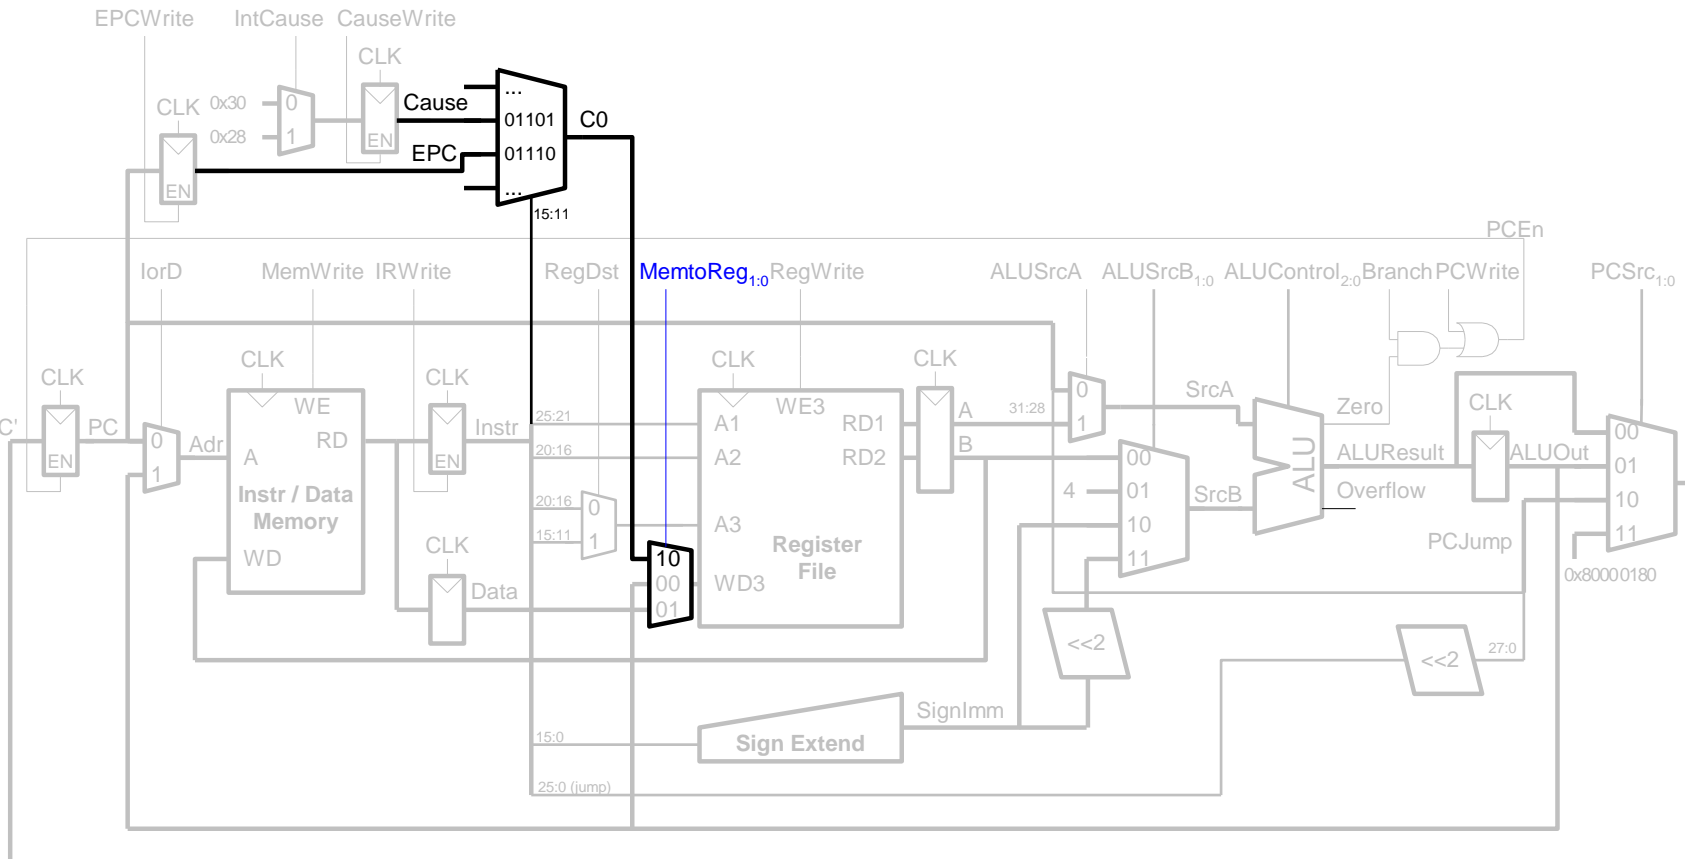 EPCWrite IntCause CauseWrite
CLK
CLK 0x30 0 Cause ... C0
0x28 1 EN 01101
EPC 01110
EN ...
15:11
PCEn
IorD MemWrite IRWrite RegDst MemtoReg1:0 RegWrite ALUSrcA ALUSrcB1:0 ALUControl2:0 Branch PCWrite PCSrc1:0
CLK CLK CLK CLK CLK
WE WE3 0 SrcA Zero CLK
C' PC 0 Adr RD Instr 25:21 A1 RD1 A 31:28 1 00
EN 1 A EN 20:16 A2 RD2 B 00 ALU ALUResult ALUOut 01
Instr / Data 20:16 0 4 01 SrcB Overflow 10
Memory 15:11 1 A3 Register 10 PCJump 11
WD CLK 10 File 11 0x8000 0180
Data 00 WD3
01
<<2 <<2 27:0
SignImm
15:0 Sign Extend
25:0 (jump)